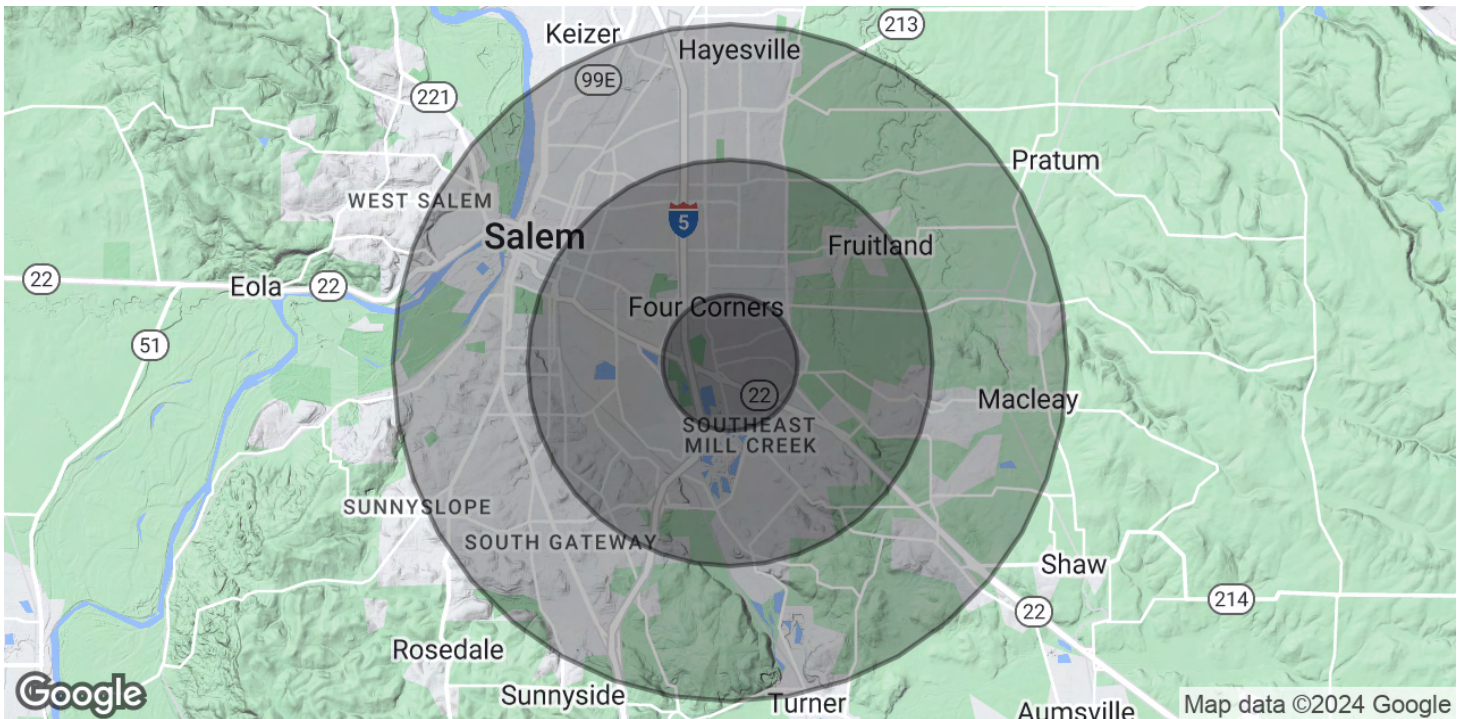 Keizer
213
Hayesville
99E
221
Pratum
WEST SALEM
5
Salem
Fruitland
22
Eola
22
Four Corners
51
22
Macleay
SOUTHEAST
MILL CREEK
SUNNYSLOPE
SOUTH GATEWAY
Shaw
214
22
Rosedale
Sunnyside
Turner
Google
Map data ©2024 Google
Aumsville